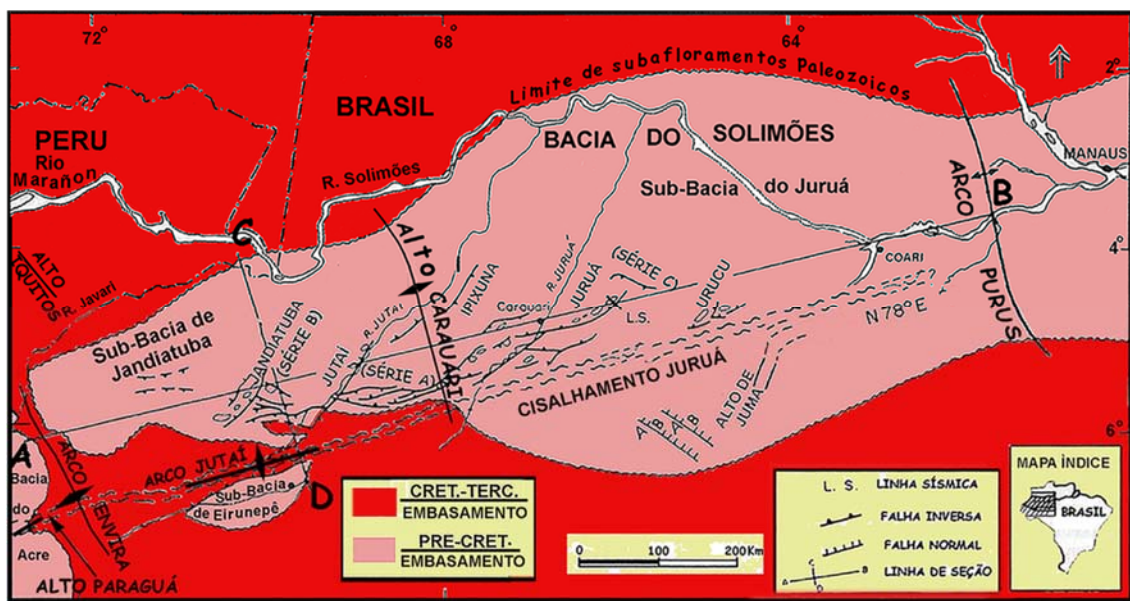 72
68
64
2°
4°
6°
PERU
Rio
Marañon
BRASIL
R. Solimões
Limite de subafloramentos Paleozoicos
BACIA DO SOLIMÕES
Sub-Bacia do Juruá
MANAUS
ARCO
PURUS
B
C
COARI
ALTO
IQUITOS
R. Javari
Alto
CARAUARI
IPIXUNA
R. JURUÁ
JURUÁ
(SÉRIE C)
Carauari
L.S.
URUCU
N78°E
?
Sub-Bacia de
Jandiatuba
JANDIATUBA
(SÉRIE B)
JUTAÍ
R. JUTAÍ
(SÉRIE A)
CISALHAMENTO JURUÁ
ALTO DE
JUMA
A B
A B
A
Bacia
do
Acre
ARCO
ENVIRA
ARCO JUTAÍ
Sub-Bacia
de Eirunepê
D
ALTO PARAGUÁ
CRET.-TERC.
EMBASAMENTO
PRE-CRET.
EMBASAMENTO
0 100 200Km
L. S. LINHA SÍSMICA
FALHA INVERSA
FALHA NORMAL
A C D B LINHA DE SEÇÃO
MAPA ÍNDICE
BRASIL